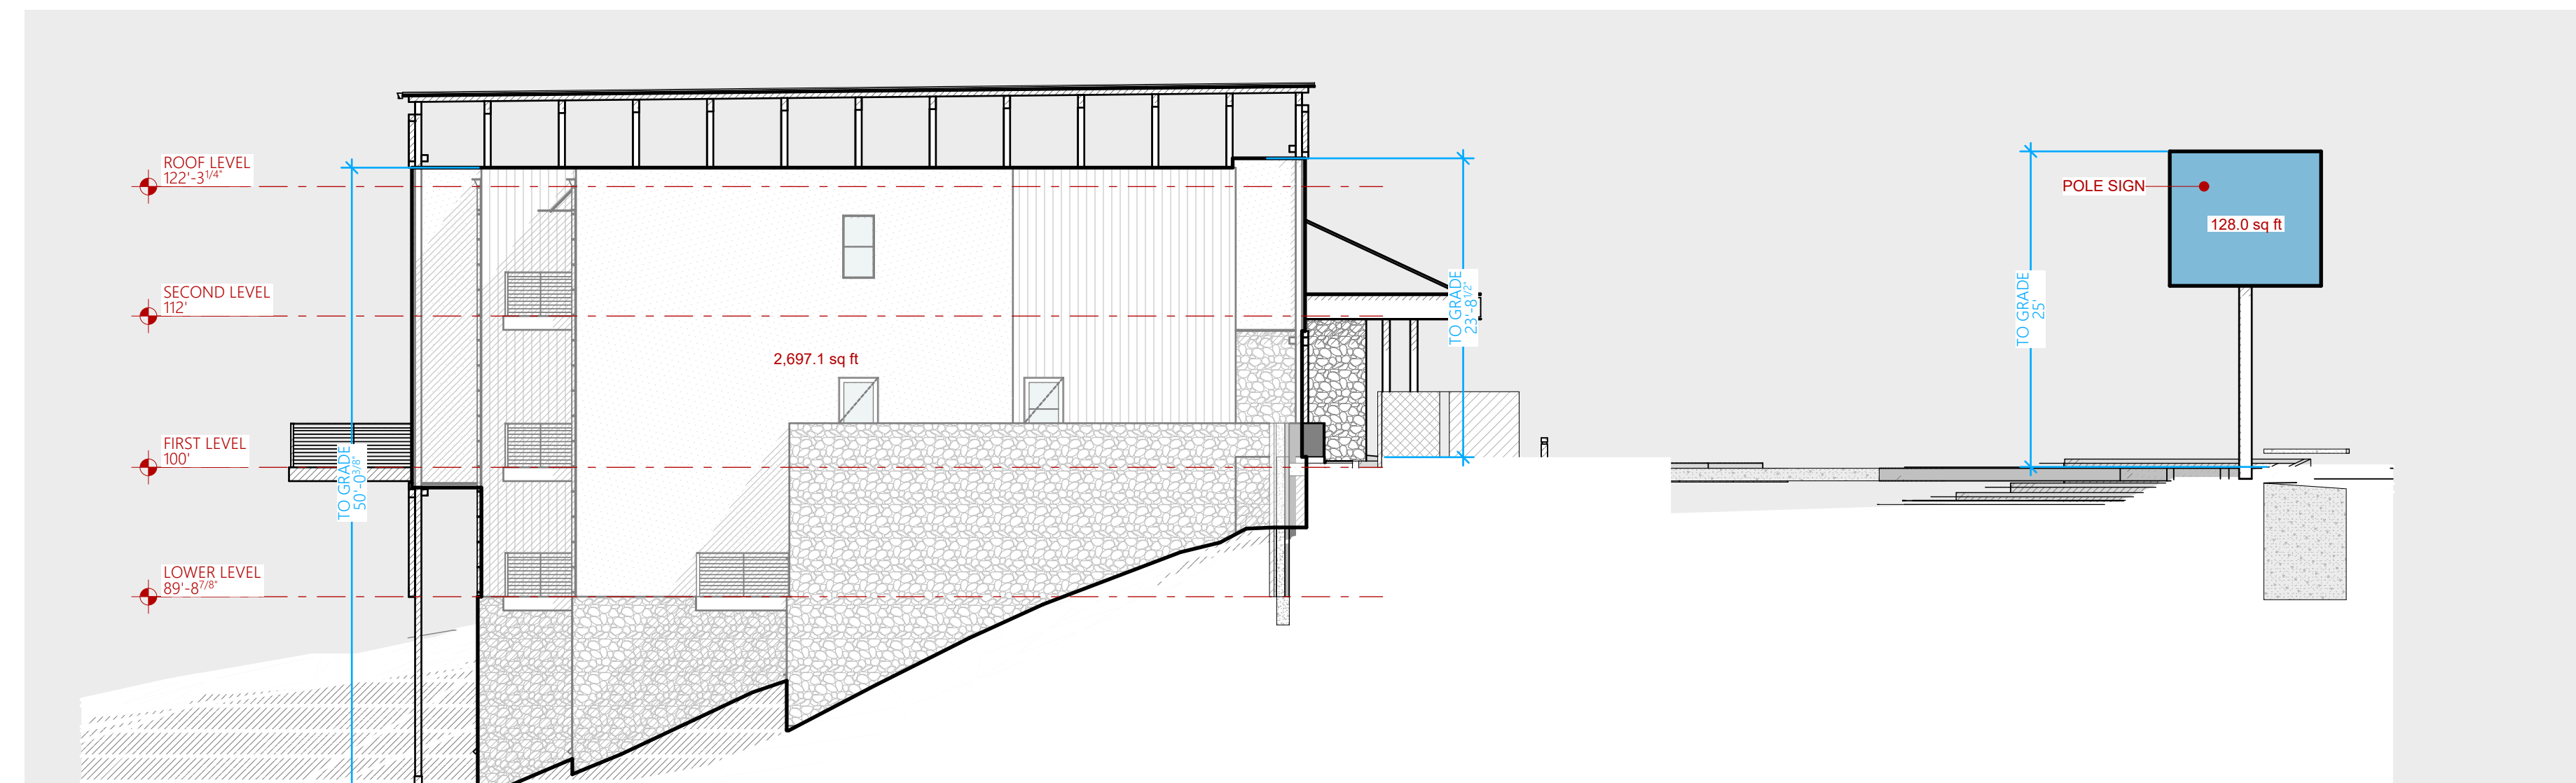 ROOF LEVEL
122'-3 1/4"
SECOND LEVEL
112'
FIRST LEVEL
100'
LOWER LEVEL
89'-8 7/8"
TO GRADE
50'-0 3/8"
2,697.1 sq ft
TO GRADE
23'-8 1/2"
TO GRADE
25'
POLE SIGN
128.0 sq ft